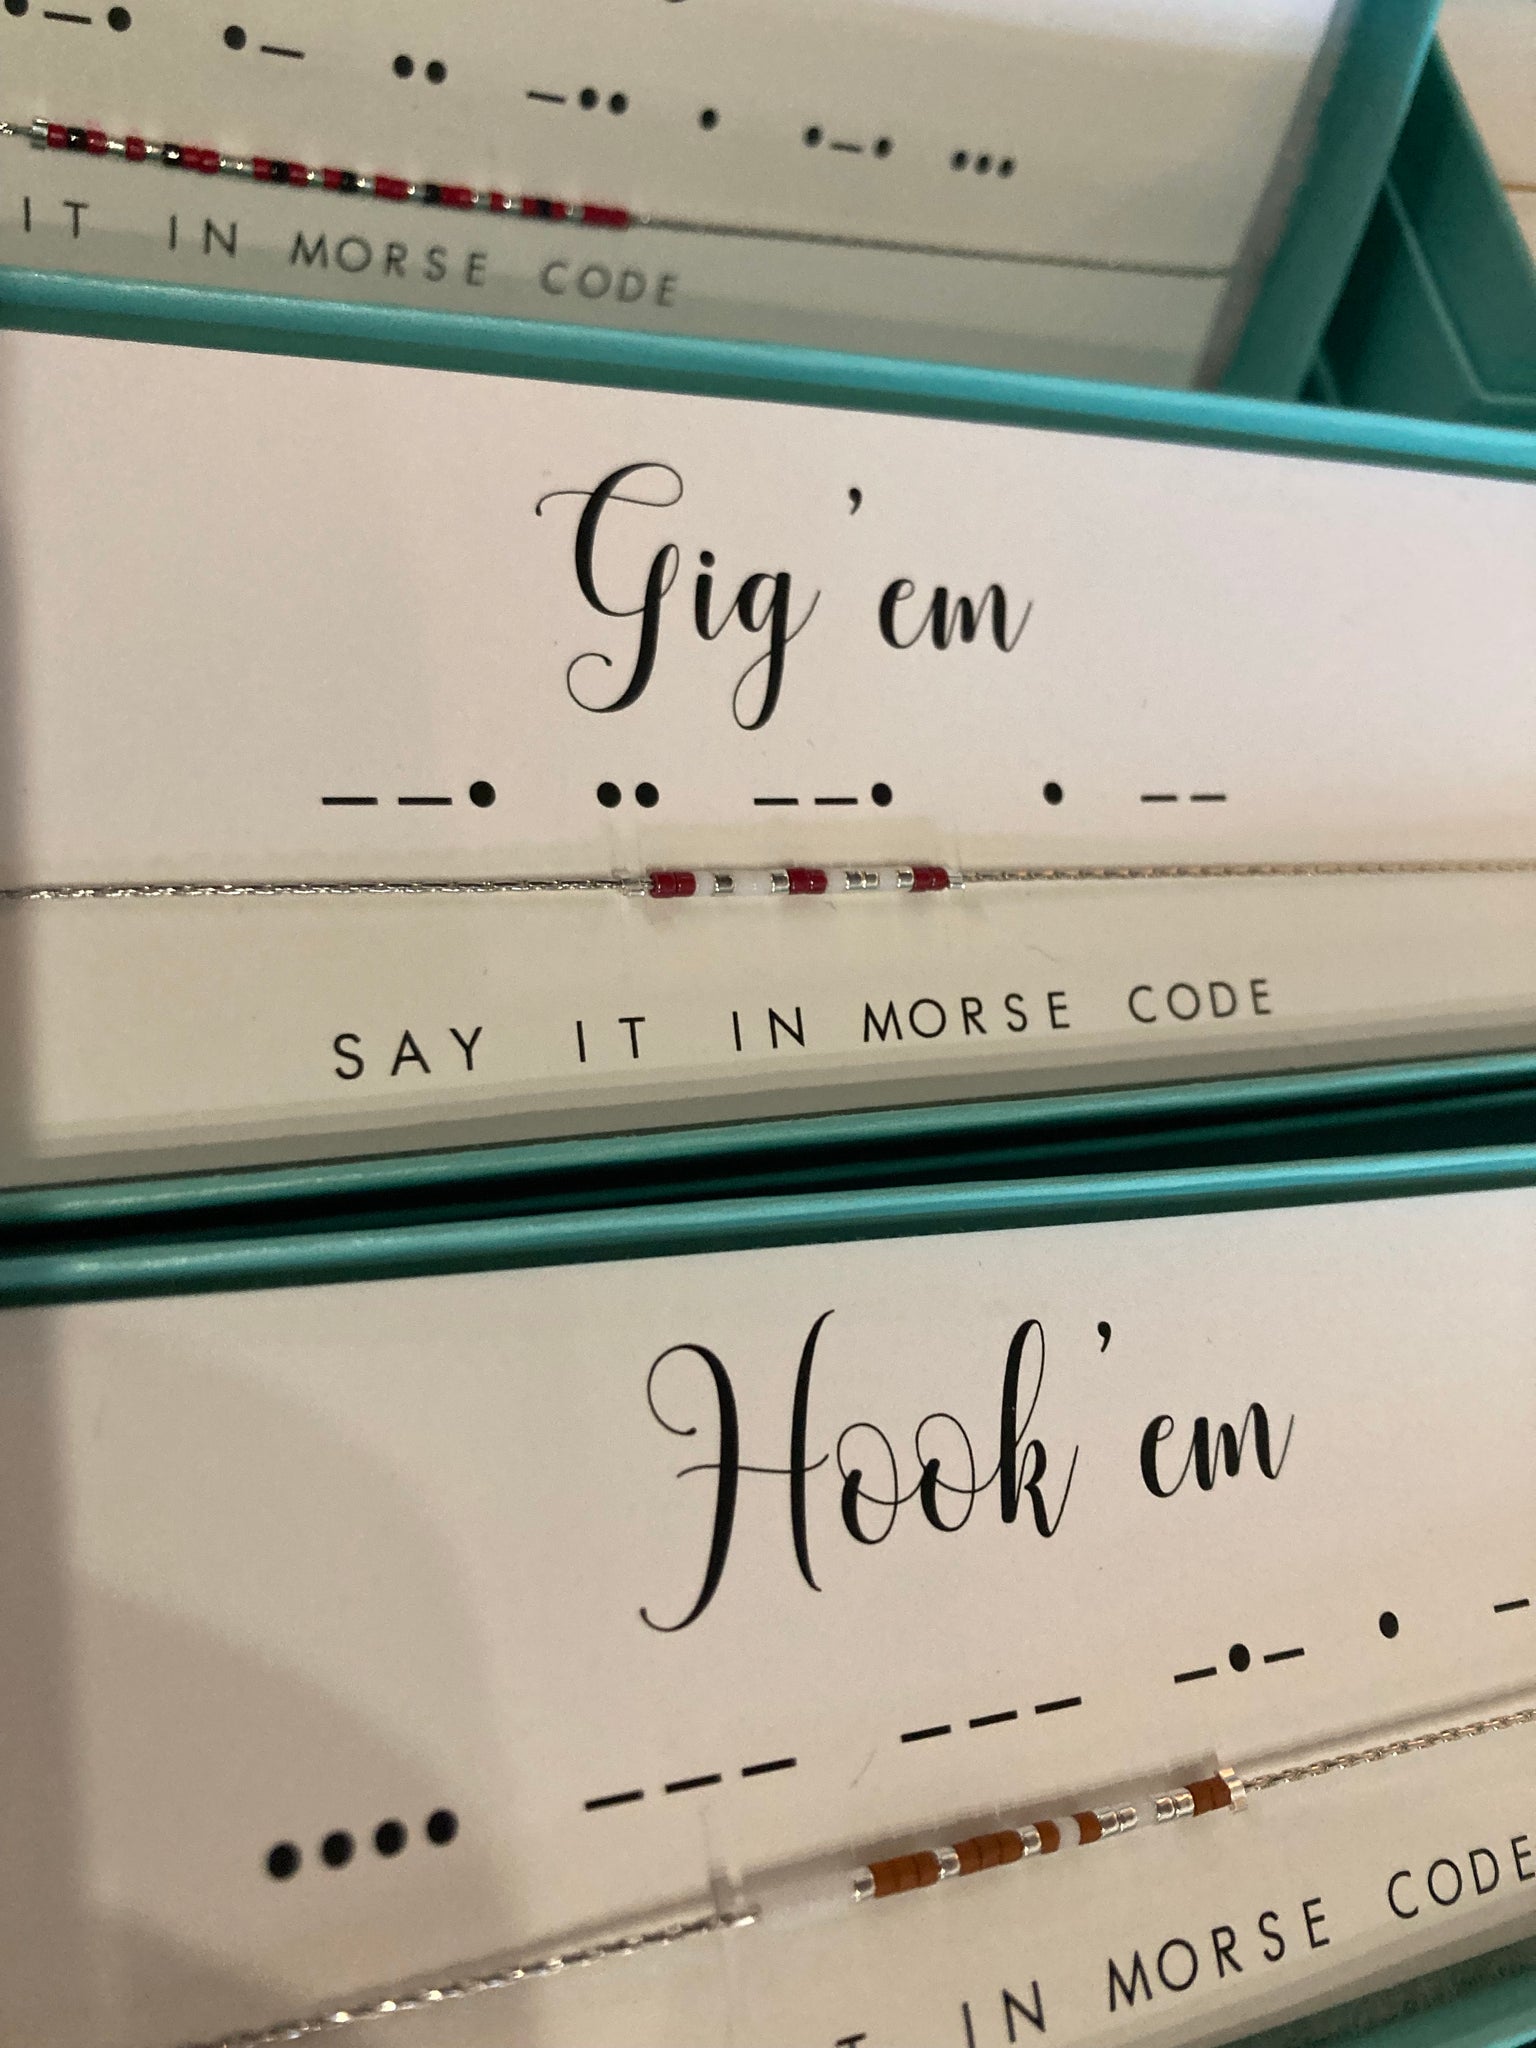 •–• •– •• –•• • •–• •••
IT IN MORSE CODE
Gig 'em
––• •• ––• • ––
SAY IT IN MORSE CODE
Hook 'em
•••• ––– ––– –•– • –
IN MORSE CODE